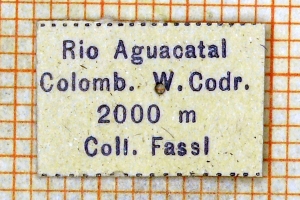 Rio Aguacatal
Colomb. W. Codr.
2000 m
Coll. Fassl